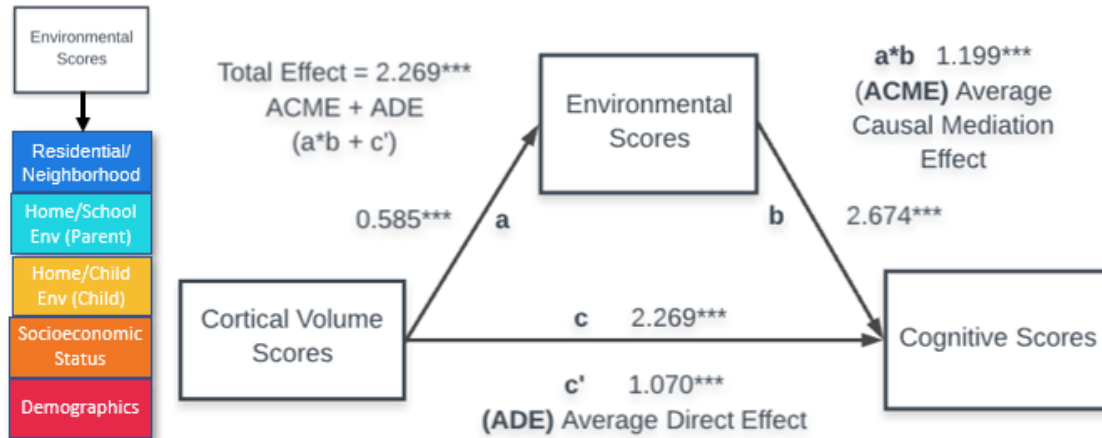 Environmental
Scores
Residential/
Neighborhood
Home/School
Env (Parent)
Home/Child
Env (Child)
Socioeconomic
Status
Demographics
Total Effect = 2.269***
ACME + ADE
(a*b + c')
Environmental
Scores
a*b 1.199***
(ACME) Average
Causal Mediation
Effect
0.585*** a
b 2.674***
Cortical Volume
Scores
c 2.269***
Cognitive Scores
c' 1.070***
(ADE) Average Direct Effect